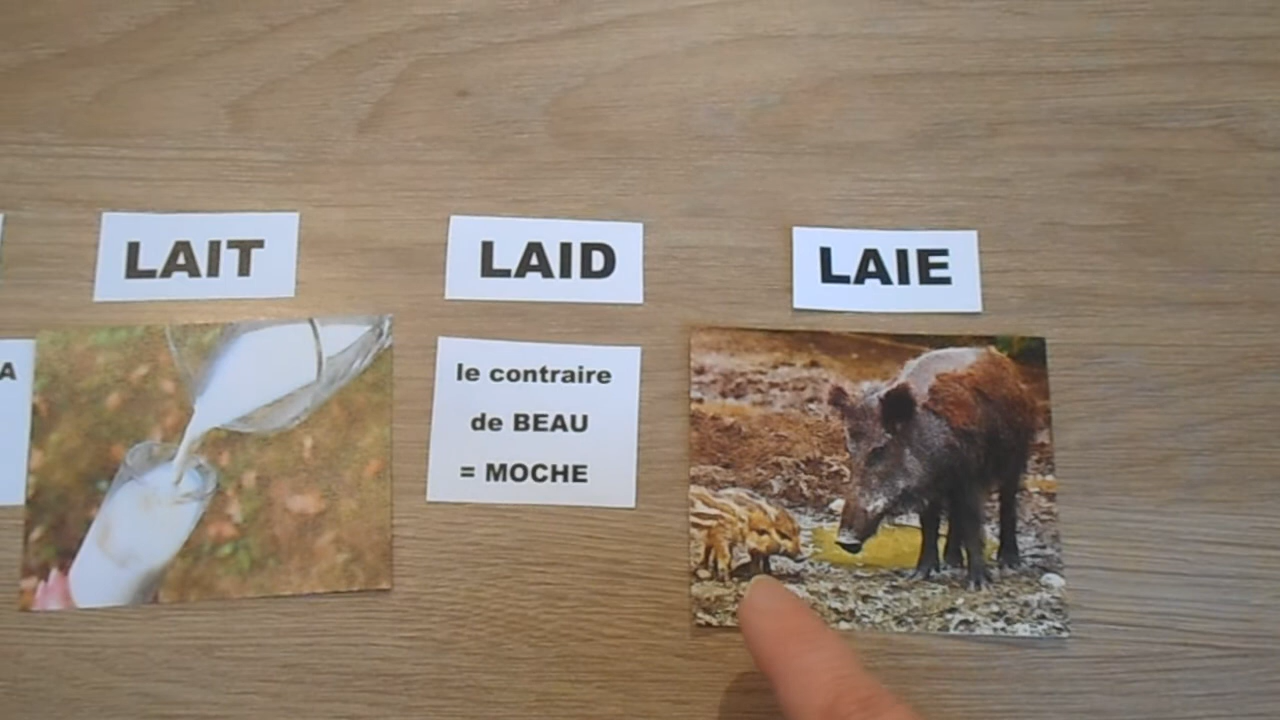 LAIT
LAID
LAIE
A
le contraire
de BEAU
= MOCHE